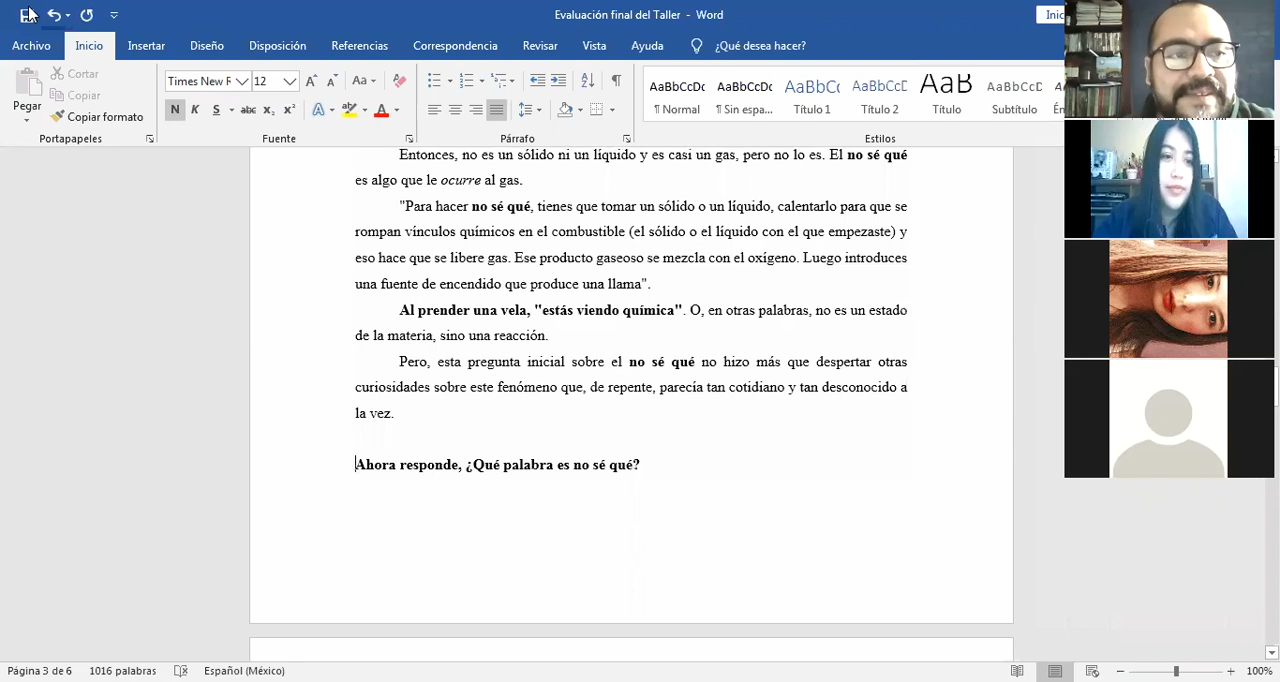 Evaluación final del Taller - Word
Inic
Archivo Inicio Insertar Diseño Disposición Referencias Correspondencia Revisar Vista Ayuda ¿Qué desea hacer?
Pegar
Cortar
Copiar
Copiar formato
Portapapeles
Times New R 12
N K S abc x₂ x²
Fuente
Párrafo
AaBbCcDc AaBbCcDc AaBbCc AaBbCcD AaB AaBbCcD
¶ Normal ¶ Sin espa... Título 1 Título 2 Título Subtítulo
Estilos
Entonces, no es un sólido ni un líquido y es casi un gas, pero no lo es. El no sé qué
es algo que le ocurre al gas.
"Para hacer no sé qué, tienes que tomar un sólido o un líquido, calentarlo para que se
rompan vínculos químicos en el combustible (el sólido o el líquido con el que empezaste) y
eso hace que se libere gas. Ese producto gaseoso se mezcla con el oxígeno. Luego introduces
una fuente de encendido que produce una llama".
Al prender una vela, "estás viendo química". O, en otras palabras, no es un estado
de la materia, sino una reacción.
Pero, esta pregunta inicial sobre el no sé qué no hizo más que despertar otras
curiosidades sobre este fenómeno que, de repente, parecía tan cotidiano y tan desconocido a
la vez.
Ahora responde, ¿Qué palabra es no sé qué?
Página 3 de 6 1016 palabras Español (México) 100%